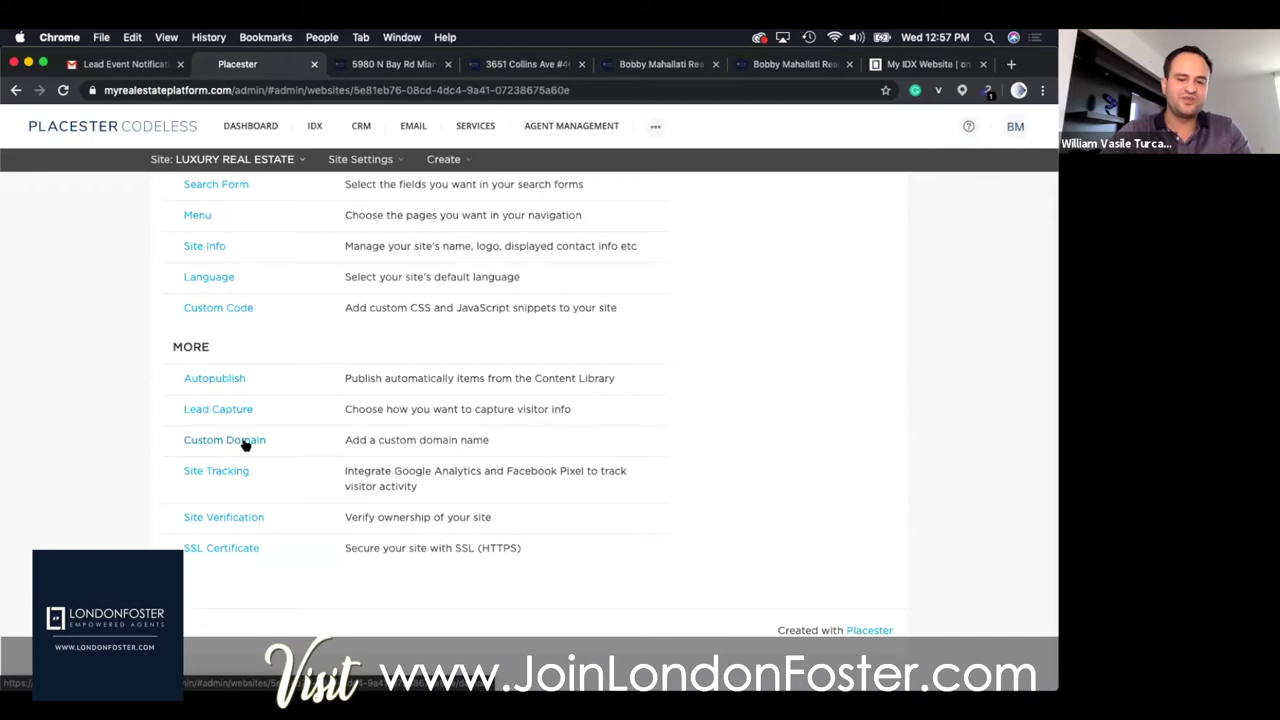 Chrome File Edit View History Bookmarks People Tab Window Help
Wed 12:57 PM
Lead Event Notificati
Placester
5980 N Bay Rd Miar
3651 Collins Ave #4
Bobby Mahallati Rea
Bobby Mahallati Rea
My IDX Website | on
myrealestateplatform.com/admin/#admin/websites/5e81eb76-08cd-4dc4-9a41-07238675a60e
PLACESTER CODELESS DASHBOARD IDX CRM EMAIL SERVICES AGENT MANAGEMENT ••• BM
Site: LUXURY REAL ESTATE Site Settings Create
William Vasile Turca...
Search Form Select the fields you want in your search forms
Menu Choose the pages you want in your navigation
Site Info Manage your site's name, logo, displayed contact info etc
Language Select your site's default language
Custom Code Add custom CSS and JavaScript snippets to your site
MORE
Autopublish Publish automatically items from the Content Library
Lead Capture Choose how you want to capture visitor info
Custom Domain Add a custom domain name
Site Tracking Integrate Google Analytics and Facebook Pixel to track
visitor activity
Site Verification Verify ownership of your site
SSL Certificate Secure your site with SSL (HTTPS)
LONDONFOSTER
EMPOWERED AGENTS
WWW.LONDONFOSTER.COM
Created with Placester
Visit www.JoinLondonFoster.com